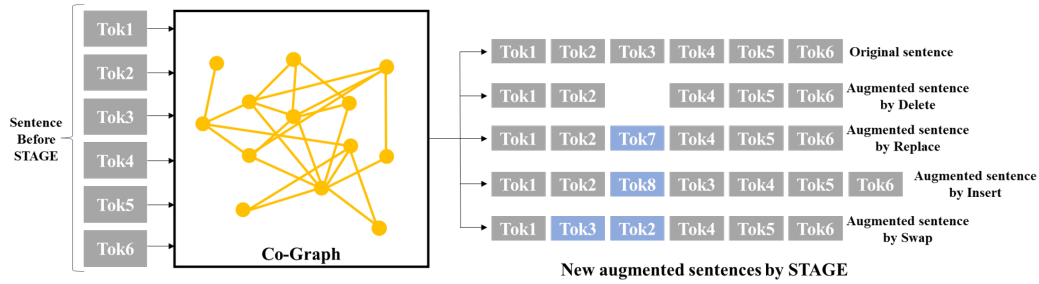 Sentence
Before
STAGE
Tok1
Tok2
Tok3
Tok4
Tok5
Tok6
Co-Graph
Tok1 Tok2 Tok3 Tok4 Tok5 Tok6 Original sentence
Tok1 Tok2 Tok4 Tok5 Tok6 Augmented sentence
by Delete
Tok1 Tok2 Tok7 Tok4 Tok5 Tok6 Augmented sentence
by Replace
Tok1 Tok2 Tok8 Tok3 Tok4 Tok5 Tok6 Augmented sentence
by Insert
Tok1 Tok3 Tok2 Tok4 Tok5 Tok6 Augmented sentence
by Swap
New augmented sentences by STAGE